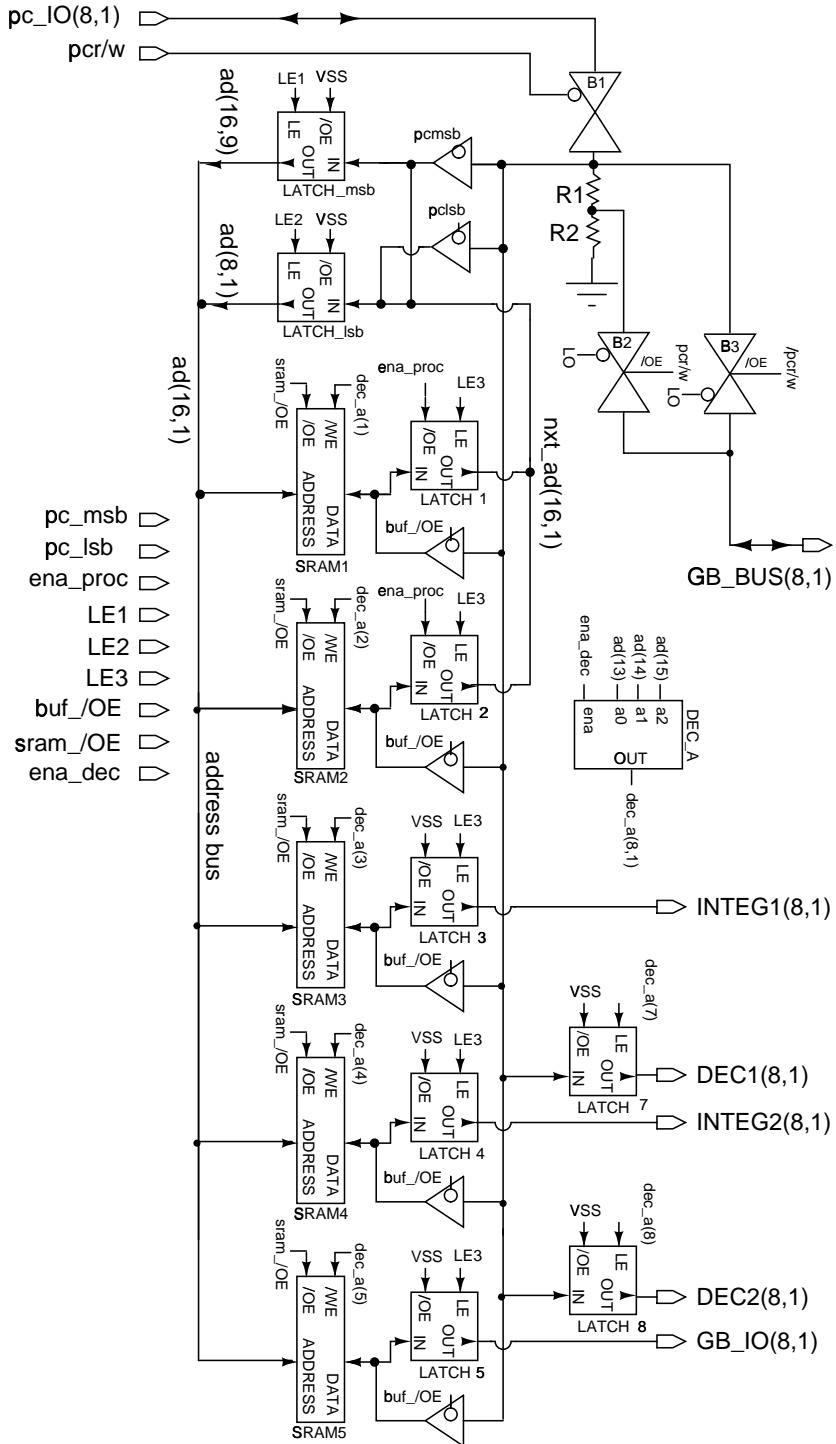 pc_IO(8,1)
pcr/w
B1
LE1
VSS
ad(16,9)
LE
/OE
OUT
IN
LATCH_msb
pcmsb
R1
R2
pclsb
LE2
VSS
ad(8,1)
LE
/OE
OUT
IN
LATCH_lsb
B2
/OE
pcr/w
LO
B3
/OE
/pcr/w
LO
ad(16,1)
sram_/OE
dec_a(1)
/OE
/WE
ADDRESS
DATA
SRAM1
ena_proc
LE3
/OE
LE
IN
OUT
LATCH 1
buf_/OE
nxt_ad(16,1)
GB_BUS(8,1)
pc_msb
pc_lsb
ena_proc
LE1
LE2
LE3
buf_/OE
sram_/OE
ena_dec
sram_/OE
dec_a(2)
/OE
/WE
ADDRESS
DATA
SRAM2
ena_proc
LE3
/OE
LE
IN
OUT
LATCH 2
buf_/OE
ena_dec
ad(13)
ad(14)
ad(15)
ena
a0
a1
a2
DEC_A
OUT
dec_a(8,1)
address bus
sram_/OE
dec_a(3)
/OE
/WE
ADDRESS
DATA
SRAM3
VSS
LE3
/OE
LE
IN
OUT
LATCH 3
buf_/OE
INTEG1(8,1)
VSS
dec_a(7)
/OE
LE
IN
OUT
LATCH 7
DEC1(8,1)
sram_/OE
dec_a(4)
/OE
/WE
ADDRESS
DATA
SRAM4
VSS
LE3
/OE
LE
IN
OUT
LATCH 4
buf_/OE
INTEG2(8,1)
VSS
dec_a(8)
/OE
LE
IN
OUT
LATCH 8
DEC2(8,1)
sram_/OE
dec_a(5)
/OE
/WE
ADDRESS
DATA
SRAM5
VSS
LE3
/OE
LE
IN
OUT
LATCH 5
buf_/OE
GB_IO(8,1)